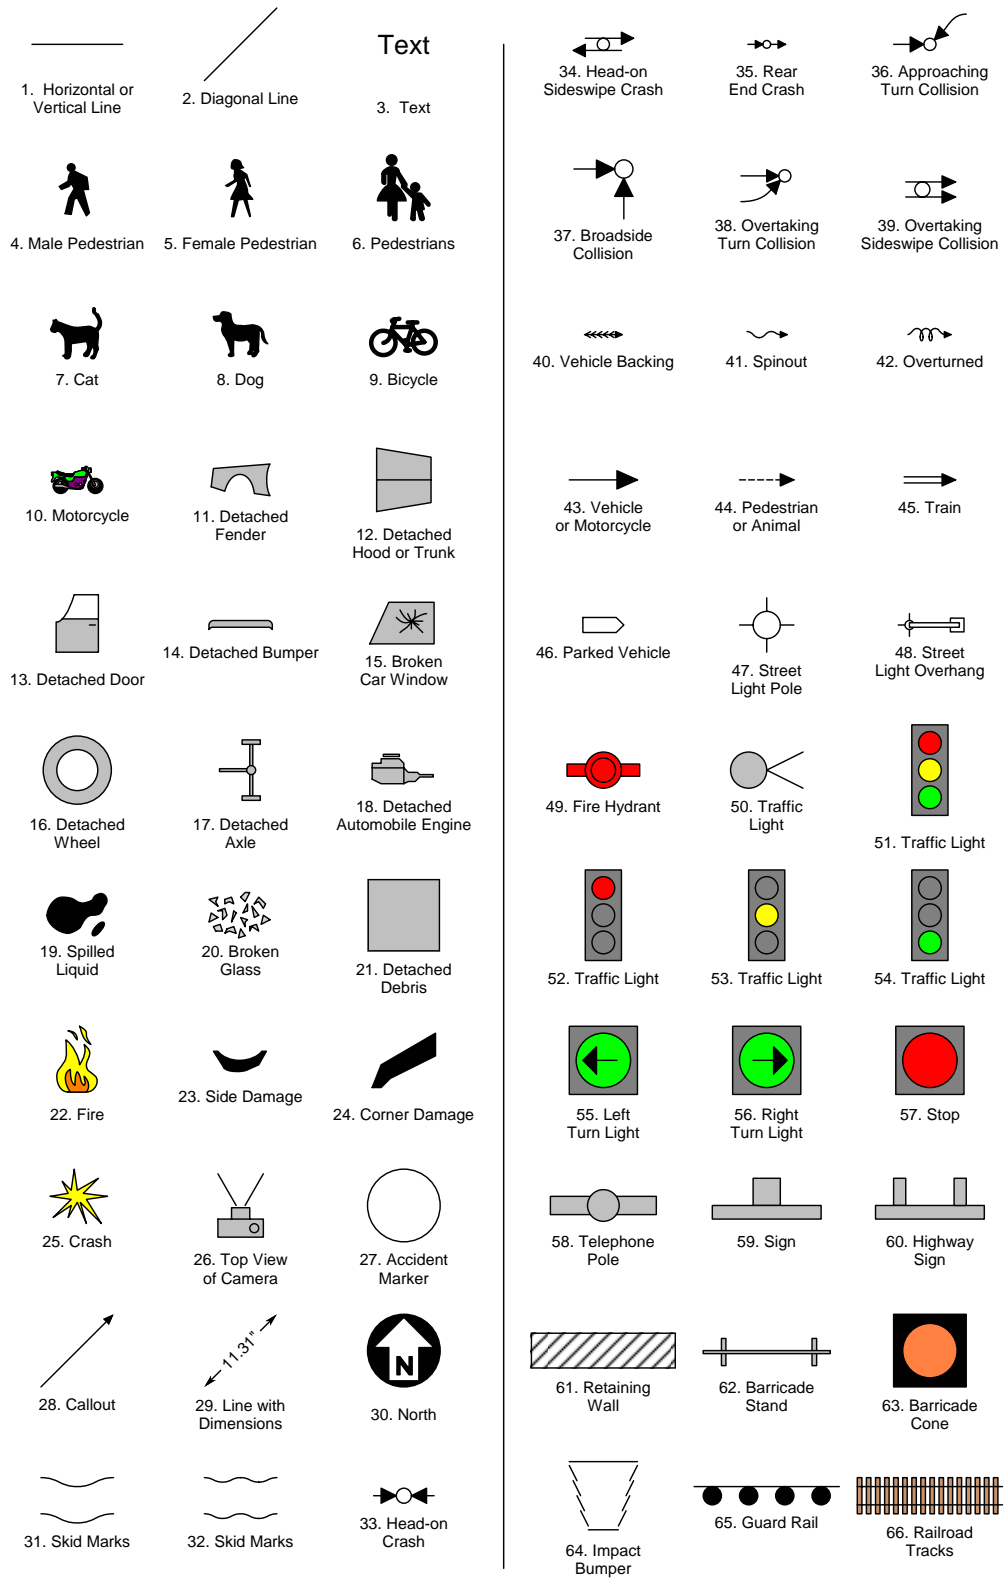 Text
1. Horizontal or
Vertical Line
2. Diagonal Line
3. Text
4. Male Pedestrian
5. Female Pedestrian
6. Pedestrians
7. Cat
8. Dog
9. Bicycle
10. Motorcycle
11. Detached
Fender
12. Detached
Hood or Trunk
13. Detached Door
14. Detached Bumper
15. Broken
Car Window
16. Detached
Wheel
17. Detached
Axle
18. Detached
Automobile Engine
19. Spilled
Liquid
20. Broken
Glass
21. Detached
Debris
22. Fire
23. Side Damage
24. Corner Damage
25. Crash
26. Top View
of Camera
27. Accident
Marker
28. Callout
11.31"
29. Line with
Dimensions
N
30. North
31. Skid Marks
32. Skid Marks
33. Head-on
Crash
34. Head-on
Sideswipe Crash
35. Rear
End Crash
36. Approaching
Turn Collision
37. Broadside
Collision
38. Overtaking
Turn Collision
39. Overtaking
Sideswipe Collision
40. Vehicle Backing
41. Spinout
42. Overturned
43. Vehicle
or Motorcycle
44. Pedestrian
or Animal
45. Train
46. Parked Vehicle
47. Street
Light Pole
48. Street
Light Overhang
49. Fire Hydrant
50. Traffic
Light
51. Traffic Light
52. Traffic Light
53. Traffic Light
54. Traffic Light
55. Left
Turn Light
56. Right
Turn Light
57. Stop
58. Telephone
Pole
59. Sign
60. Highway
Sign
61. Retaining
Wall
62. Barricade
Stand
63. Barricade
Cone
64. Impact
Bumper
65. Guard Rail
66. Railroad
Tracks